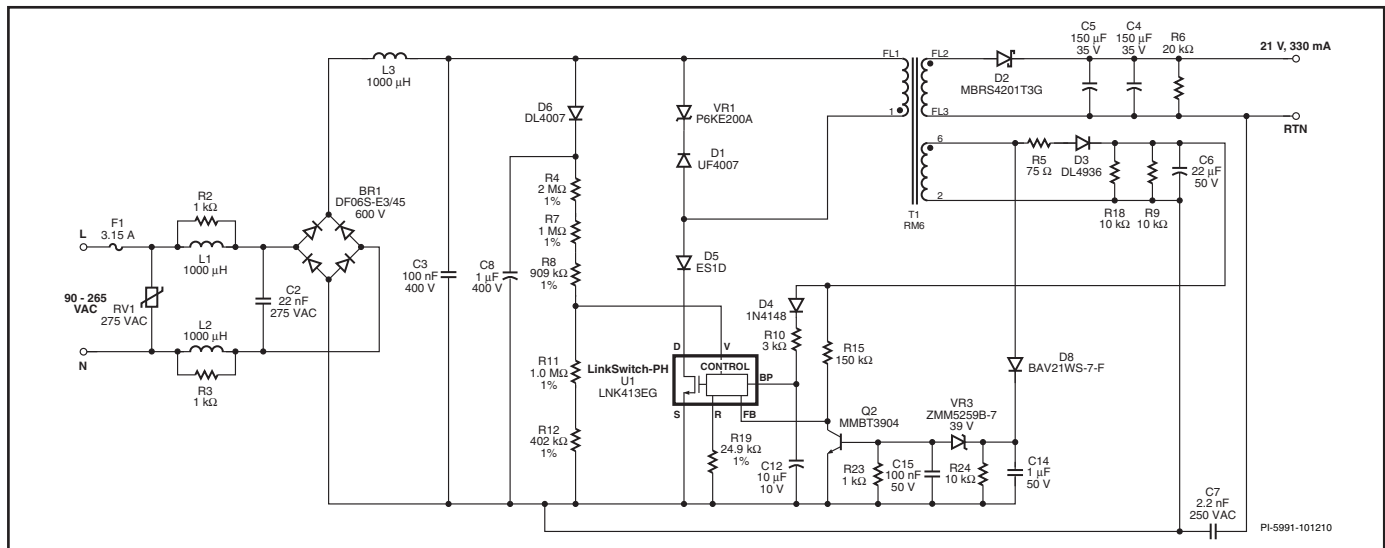 L3
1000 µH
D6
DL4007
VR1
P6KE200A
D1
UF4007
FL1
1
FL2
FL3
D2
MBRS4201T3G
C5
150 µF
35 V
C4
150 µF
35 V
R6
20 kΩ
21 V, 330 mA
RTN
6
2
T1
RM6
R5
75 Ω
D3
DL4936
R18
10 kΩ
R9
10 kΩ
C6
22 µF
50 V
R2
1 kΩ
F1
3.15 A
L
L1
1000 µH
BR1
DF06S-E3/45
600 V
90 - 265
VAC
RV1
275 VAC
C2
22 nF
275 VAC
L2
1000 µH
N
R3
1 kΩ
C3
100 nF
400 V
C8
1 µF
400 V
R4
2 MΩ
1%
R7
1 MΩ
1%
R8
909 kΩ
1%
R11
1.0 MΩ
1%
R12
402 kΩ
1%
D5
ES1D
D
V
LinkSwitch-PH
U1
LNK413EG
CONTROL
BP
S
R
FB
R19
24.9 kΩ
1%
D4
1N4148
R10
3 kΩ
R15
150 kΩ
C12
10 µF
10 V
Q2
MMBT3904
R23
1 kΩ
C15
100 nF
50 V
VR3
ZMM5259B-7
39 V
R24
10 kΩ
D8
BAV21WS-7-F
C14
1 µF
50 V
C7
2.2 nF
250 VAC
PI-5991-101210